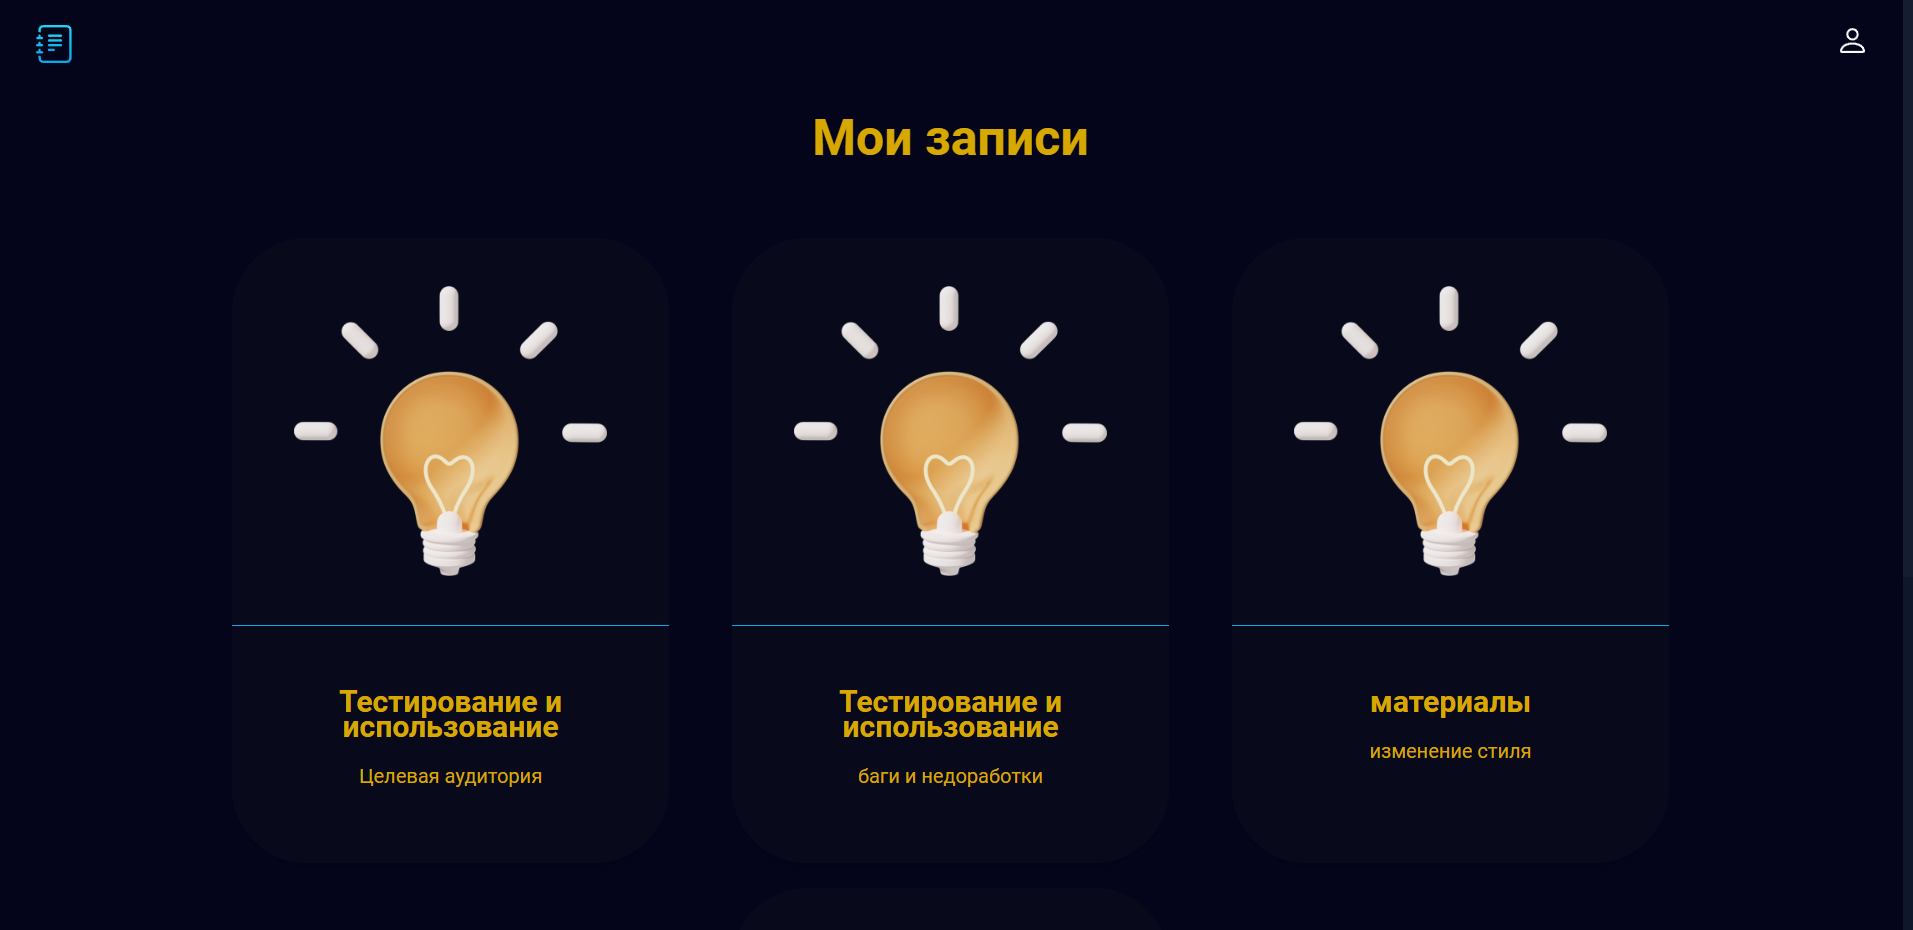 Мои записи
Тестирование и
использование
Целевая аудитория
Тестирование и
использование
баги и недоработки
материалы
изменение стиля